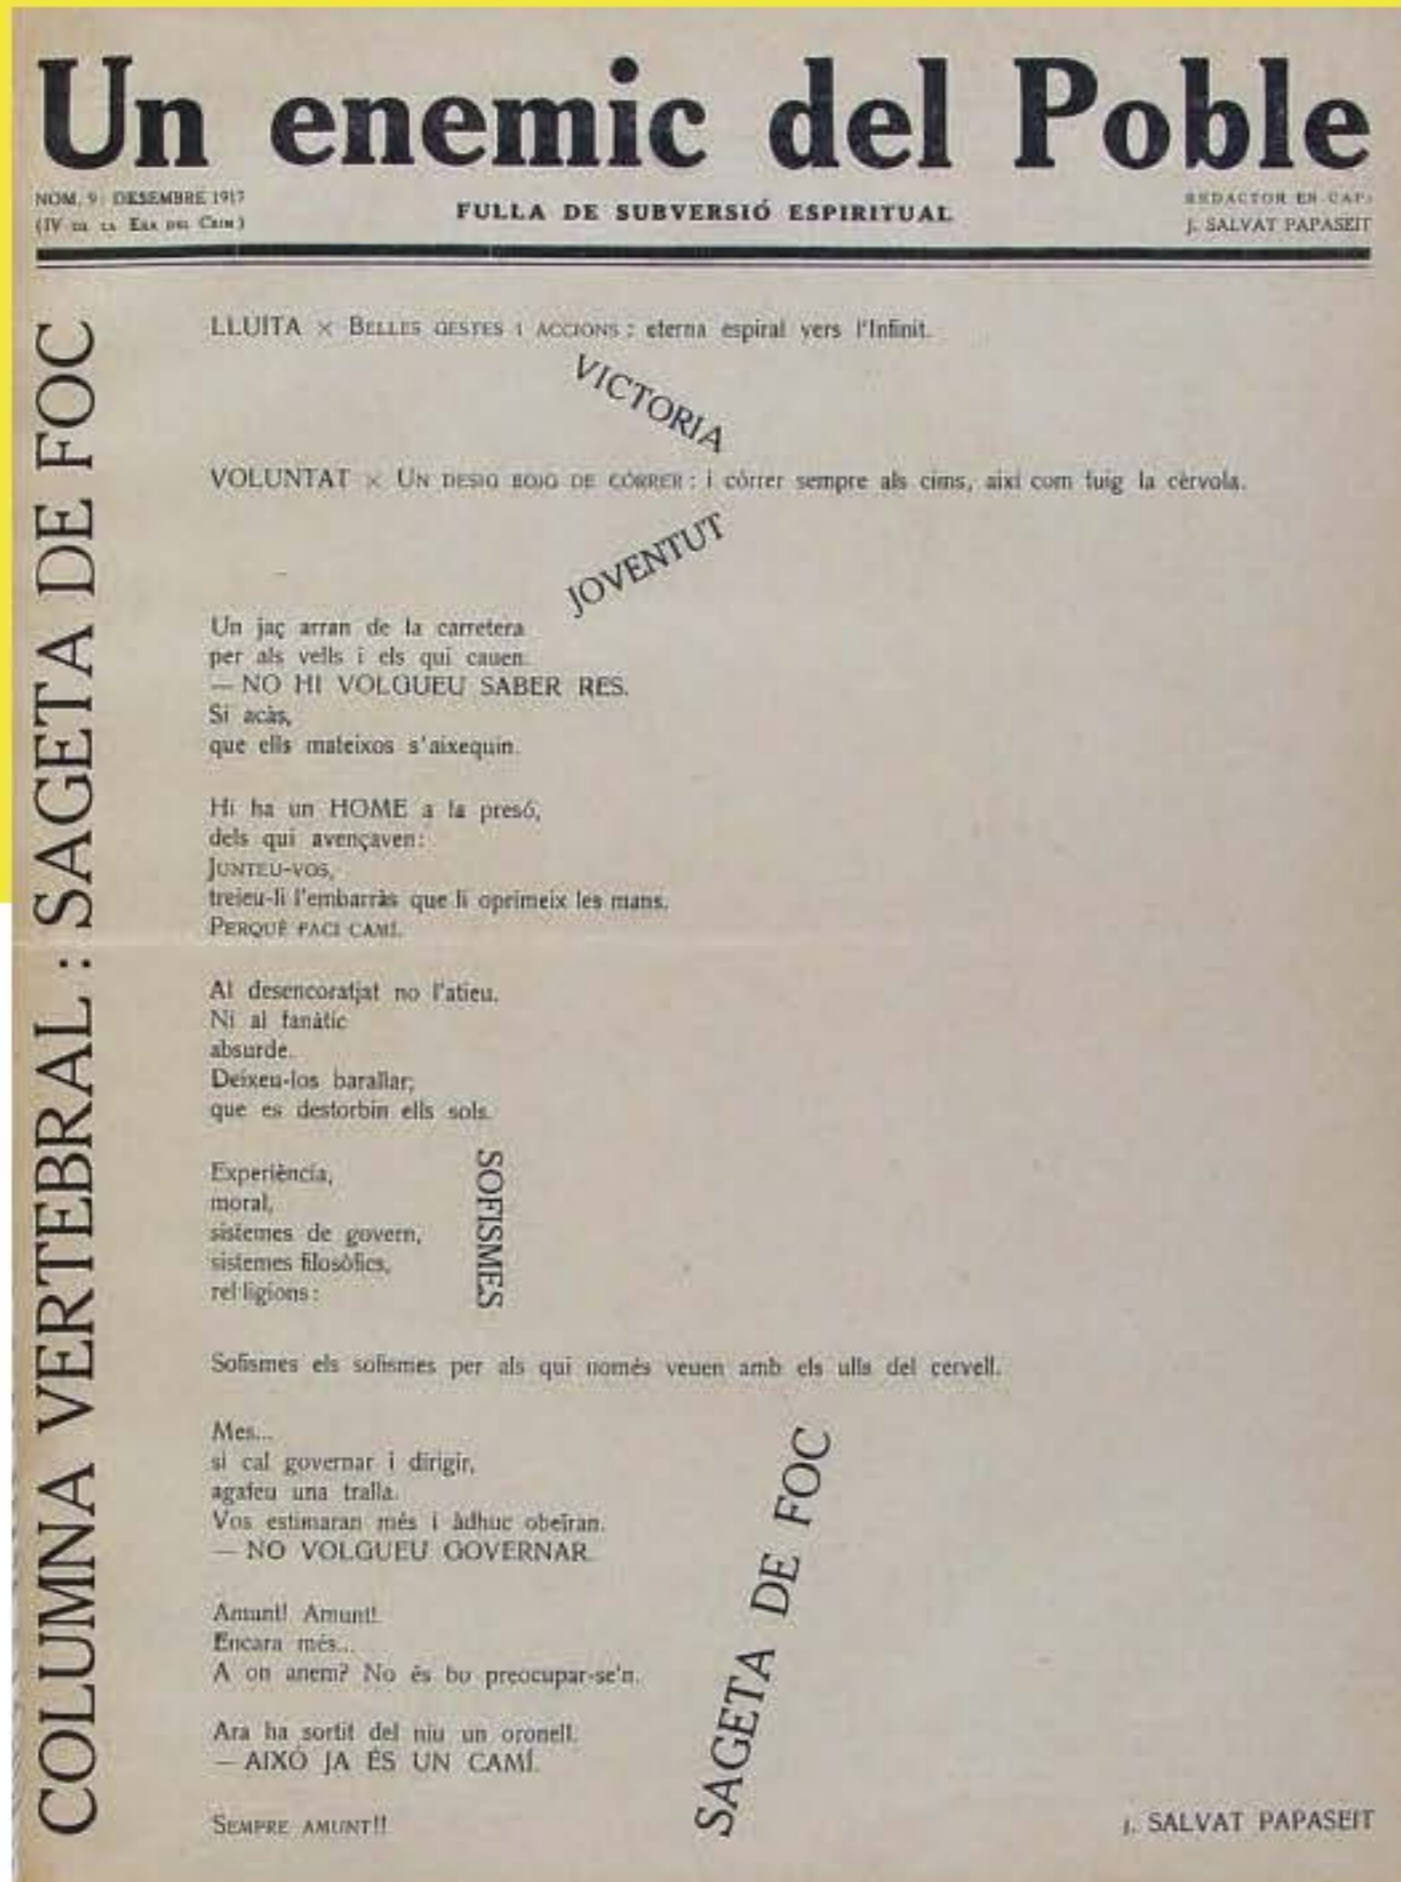 Un enemic del Poble
NÚM. 9: DESEMBRE 1917
(IV DE LA ERA DEL CRIM)
FULLA DE SUBVERSIÓ ESPIRITUAL
REDACTOR EN CAP:
J. SALVAT PAPASEIT
COLUMNA VERTEBRAL : SAGETA DE FOC
LLUITA × BELLES GESTES I ACCIONS : eterna espiral vers l'Infinit.
VICTORIA
VOLUNTAT × UN DESIG BOIG DE CÒRRER : i còrrer sempre als cims, aixi com fuig la cèrvola.
JOVENTUT
Un jaç arran de la carretera
per als vells i els qui cauen.
— NO HI VOLGUEU SABER RES.
Si acàs,
que ells mateixos s'aixequin.
Hi ha un HOME a la presó,
dels qui avençaven:
JUNTEU-VOS,
treieu-li l'embarràs que li oprimeix les mans.
PERQUÈ FACI CAMÍ.
Al desencoratjat no l'atieu.
Ni al fanàtic
absurde.
Deixeu-los barallar;
que es destorbin ells sols.
Experiència,
moral,
sistemes de govern,
sistemes filosòfics,
rel·ligions :
SOFISMES
Sofismes els sofismes per als qui només veuen amb els ulls del cervell.
Mes...
si cal governar i dirigir,
agafeu una tralla.
Vos estimaran més i àdhuc obeïran.
— NO VOLGUEU GOVERNAR.
Amunt! Amunt!
Encara més...
A on anem? No és bo preocupar-se'n.
Ara ha sortit del niu un oronell.
— AIXÓ JA ÉS UN CAMÍ.
SEMPRE AMUNT!!
SAGETA DE FOC
J. SALVAT PAPASEIT